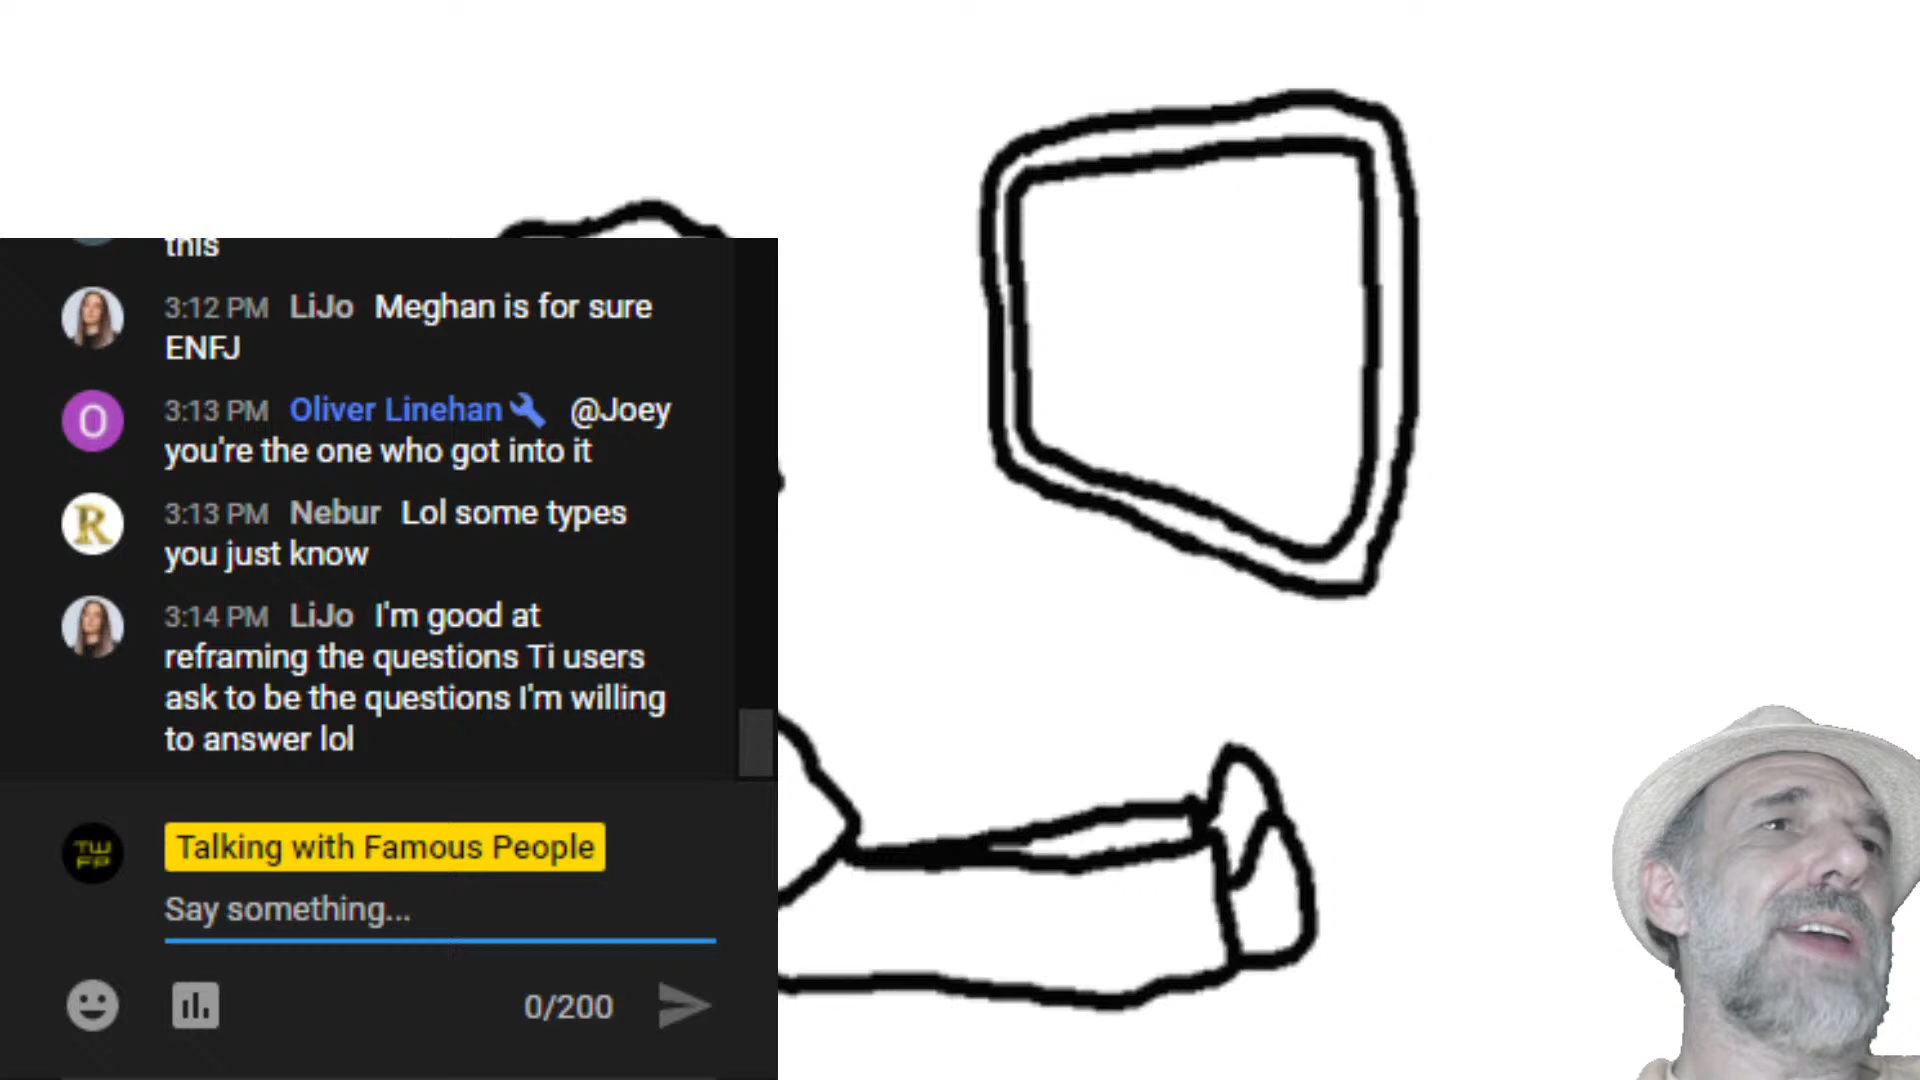 this
3:12 PM LiJo Meghan is for sure
ENFJ
O
3:13 PM Oliver Linehan @Joey
you're the one who got into it
R
3:13 PM Nebur Lol some types
you just know
3:14 PM LiJo I'm good at
reframing the questions Ti users
ask to be the questions I'm willing
to answer lol
TW
FP
Talking with Famous People
Say something...
0/200